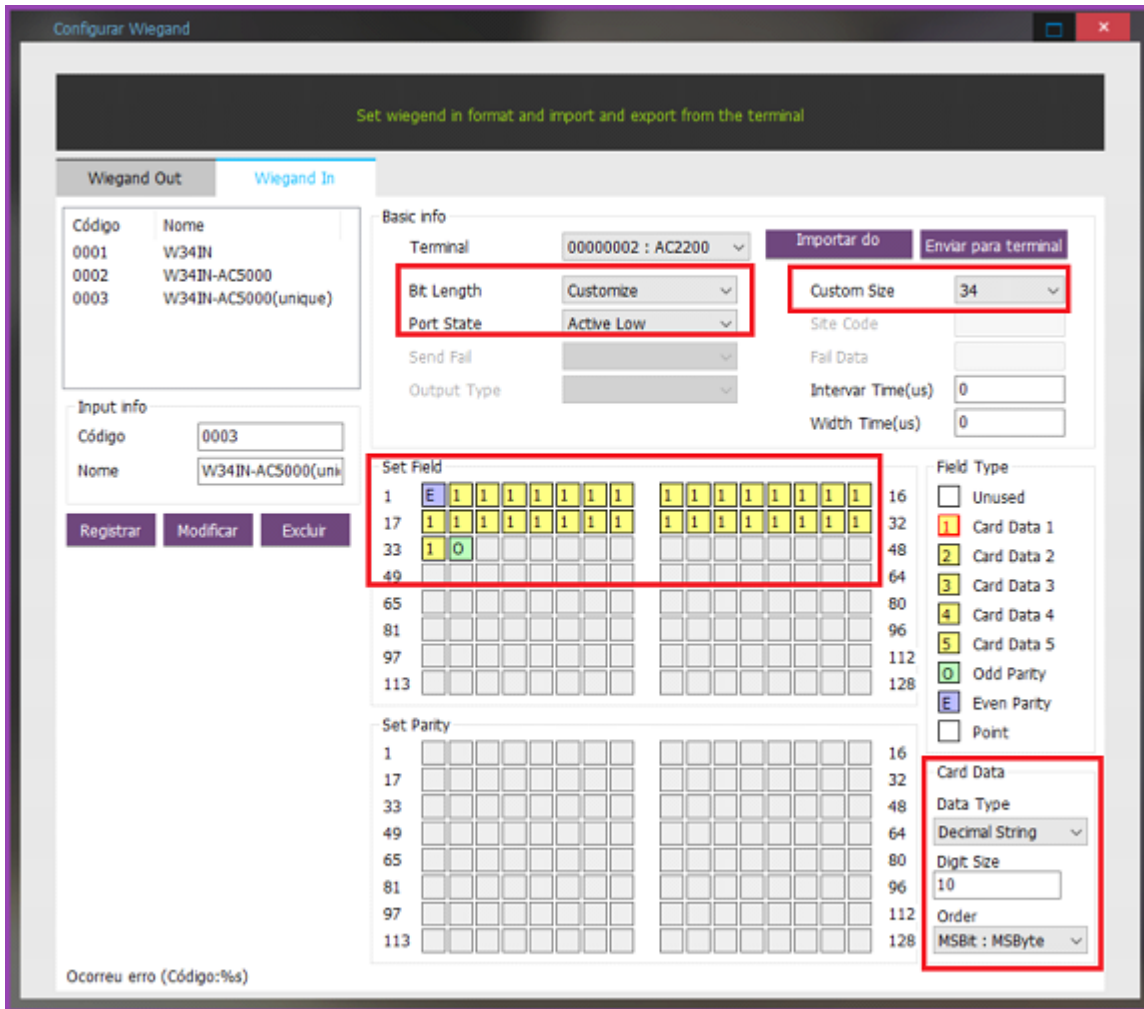 Configurar Wiegand
Set wiegend in format and import and export from the terminal
Wiegand Out Wiegand In
Código Nome
0001 W34IN
0002 W34IN-AC5000
0003 W34IN-AC5000(unique)
Input info
Código 0003
Nome W34IN-AC5000(uni
Registrar Modificar Excluir
Basic info
Terminal 00000002 : AC2200 Importar do Enviar para terminal
Bit Length Customize Custom Size 34
Port State Active Low Site Code
Send Fail Fail Data
Output Type Intervar Time(us) 0
Width Time(us) 0
Set Field
1 E 1 1 1 1 1 1 1 1 1 1 1 1 1 1 1 16
17 1 1 1 1 1 1 1 1 1 1 1 1 1 1 1 1 32
33 1 O 48
49 64
65 80
81 96
97 112
113 128
Field Type
Unused
1 Card Data 1
2 Card Data 2
3 Card Data 3
4 Card Data 4
5 Card Data 5
O Odd Parity
E Even Parity
Point
Set Parity
1 16
17 32
33 48
49 64
65 80
81 96
97 112
113 128
Card Data
Data Type
Decimal String
Digit Size
10
Order
MSBit : MSByte
Ocorreu erro (Código:%s)